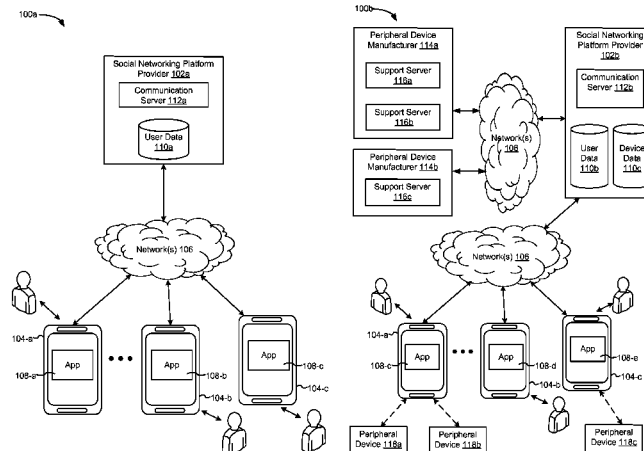 100a
Social Networking Platform
Provider 102a
Communication
Server 112a
User Data
110a
Network(s) 106
104-a
App
108-a
App
108-b
104-b
App
108-c
104-c
100b
Peripheral Device
Manufacturer 114a
Support Server
116a
Support Server
116b
Peripheral Device
Manufacturer 114b
Support Server
116c
Network(s)
106
Social Networking
Platform Provider
102b
Communication
Server 112b
User
Data
110b
Device
Data
110c
Network(s) 106
104-a
App
108-c
App
108-d
104-b
App
108-e
104-c
Peripheral
Device 118a
Peripheral
Device 118b
Peripheral
Device 118c